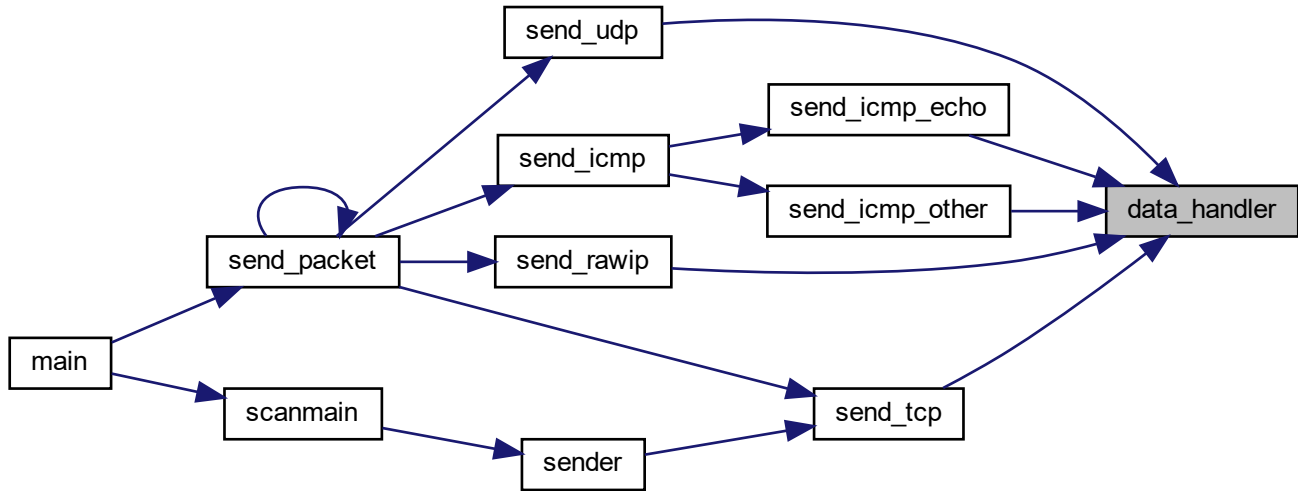 send_udp
send_icmp_echo
send_icmp
send_icmp_other
data_handler
send_packet
send_rawip
main
scanmain
send_tcp
sender